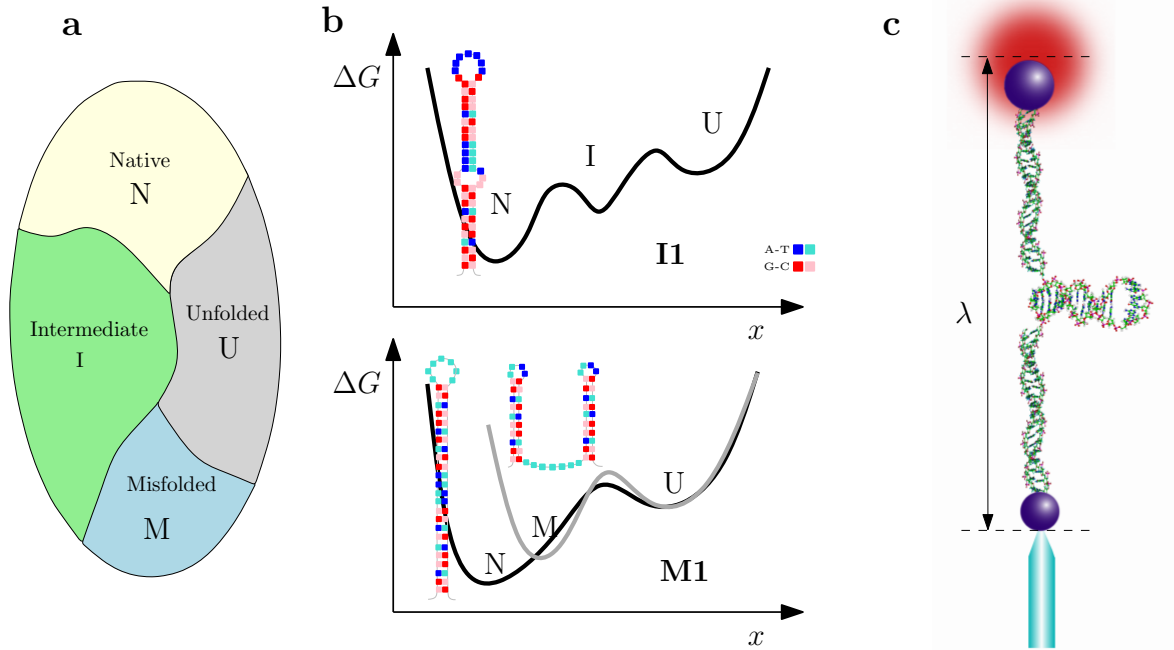 a
Native
N
Intermediate
I
Unfolded
U
Misfolded
M
b
ΔG
N
I
U
A-T
G-C
I1
x
ΔG
N
M
U
M1
x
c
λ